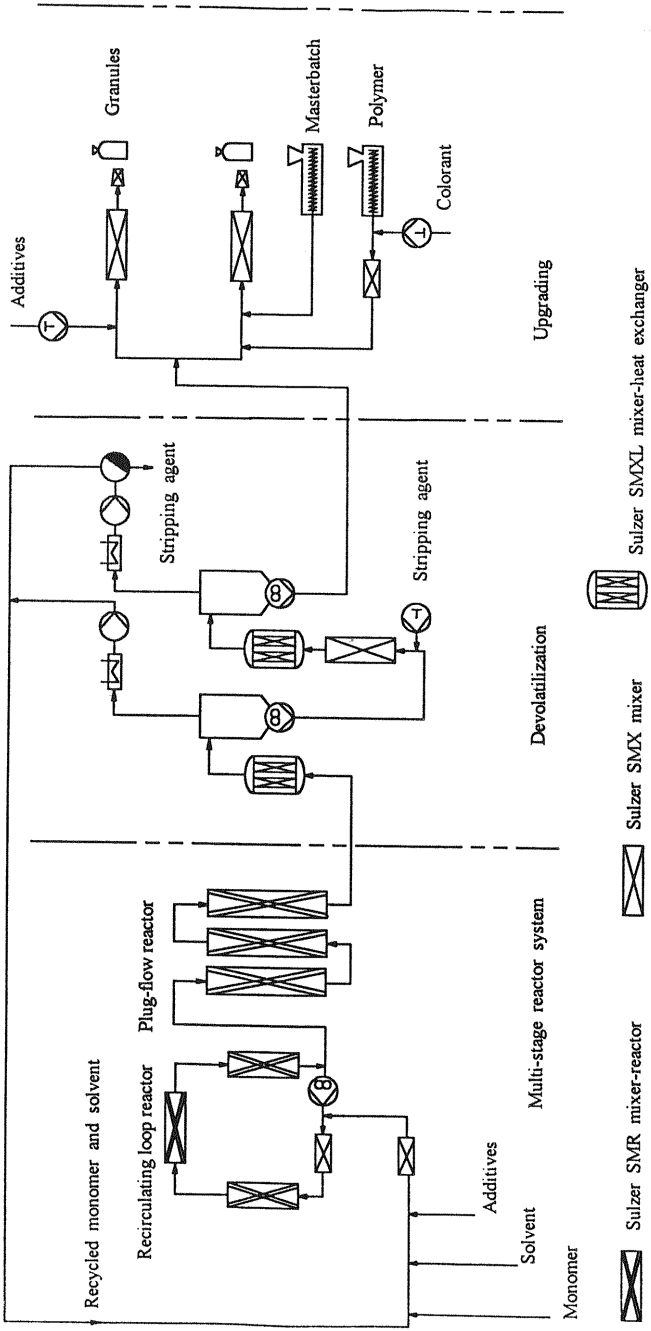 Recycled monomer and solvent
Recirculating loop reactor
Plug-flow reactor
Additives
Granules
Masterbatch
Polymer
Colorant
Stripping agent
Stripping agent
Additives
Solvent
Monomer
Multi-stage reactor system
Devolatilization
Upgrading
Sulzer SMR mixer-reactor
Sulzer SMX mixer
Sulzer SMXL mixer-heat exchanger
T
T
T